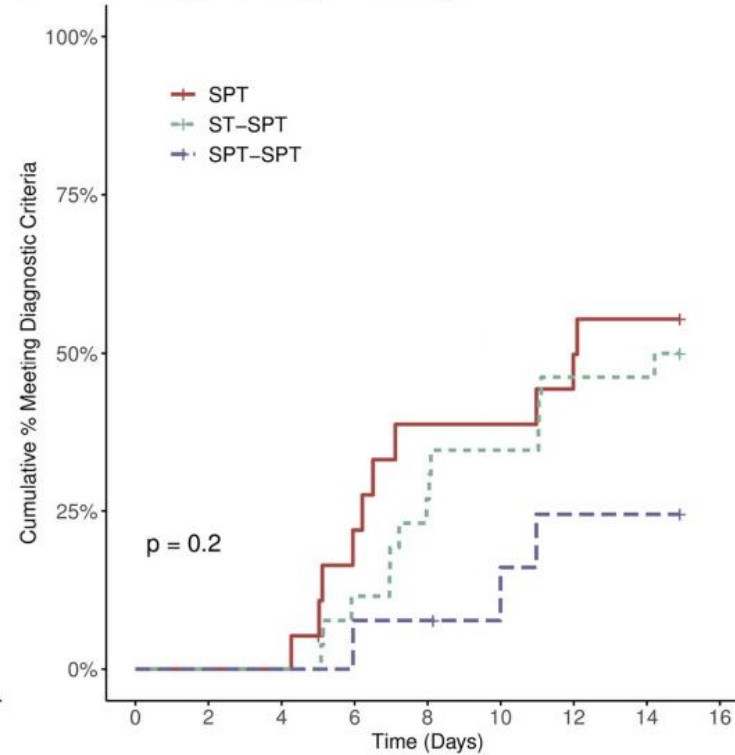 100%
75%
50%
25%
0%
Cumulative % Meeting Diagnostic Criteria
SPT
ST–SPT
SPT–SPT
p = 0.2
0 2 4 6 8 10 12 14 16
Time (Days)